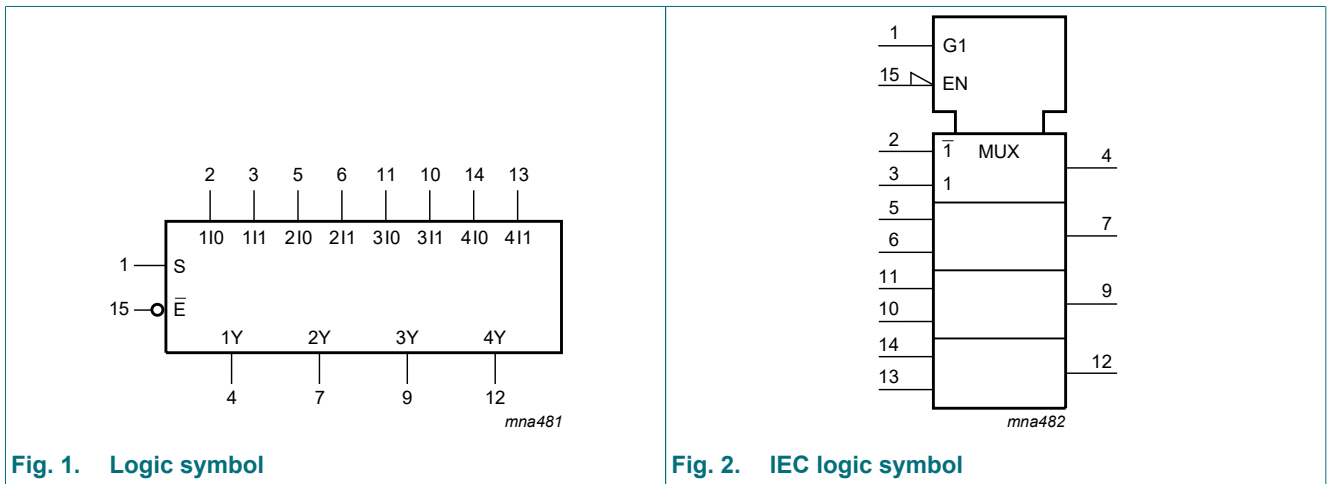 2 3 5 6 11 10 14 13
1I0 1I1 2I0 2I1 3I0 3I1 4I0 4I1
1 S
15 E̅
1Y 2Y 3Y 4Y
4 7 9 12
mna481
Fig. 1. Logic symbol
1 G1
15 EN
2 1̅ MUX 4
3 1
5
7
6
11
9
10
14
12
13
mna482
Fig. 2. IEC logic symbol